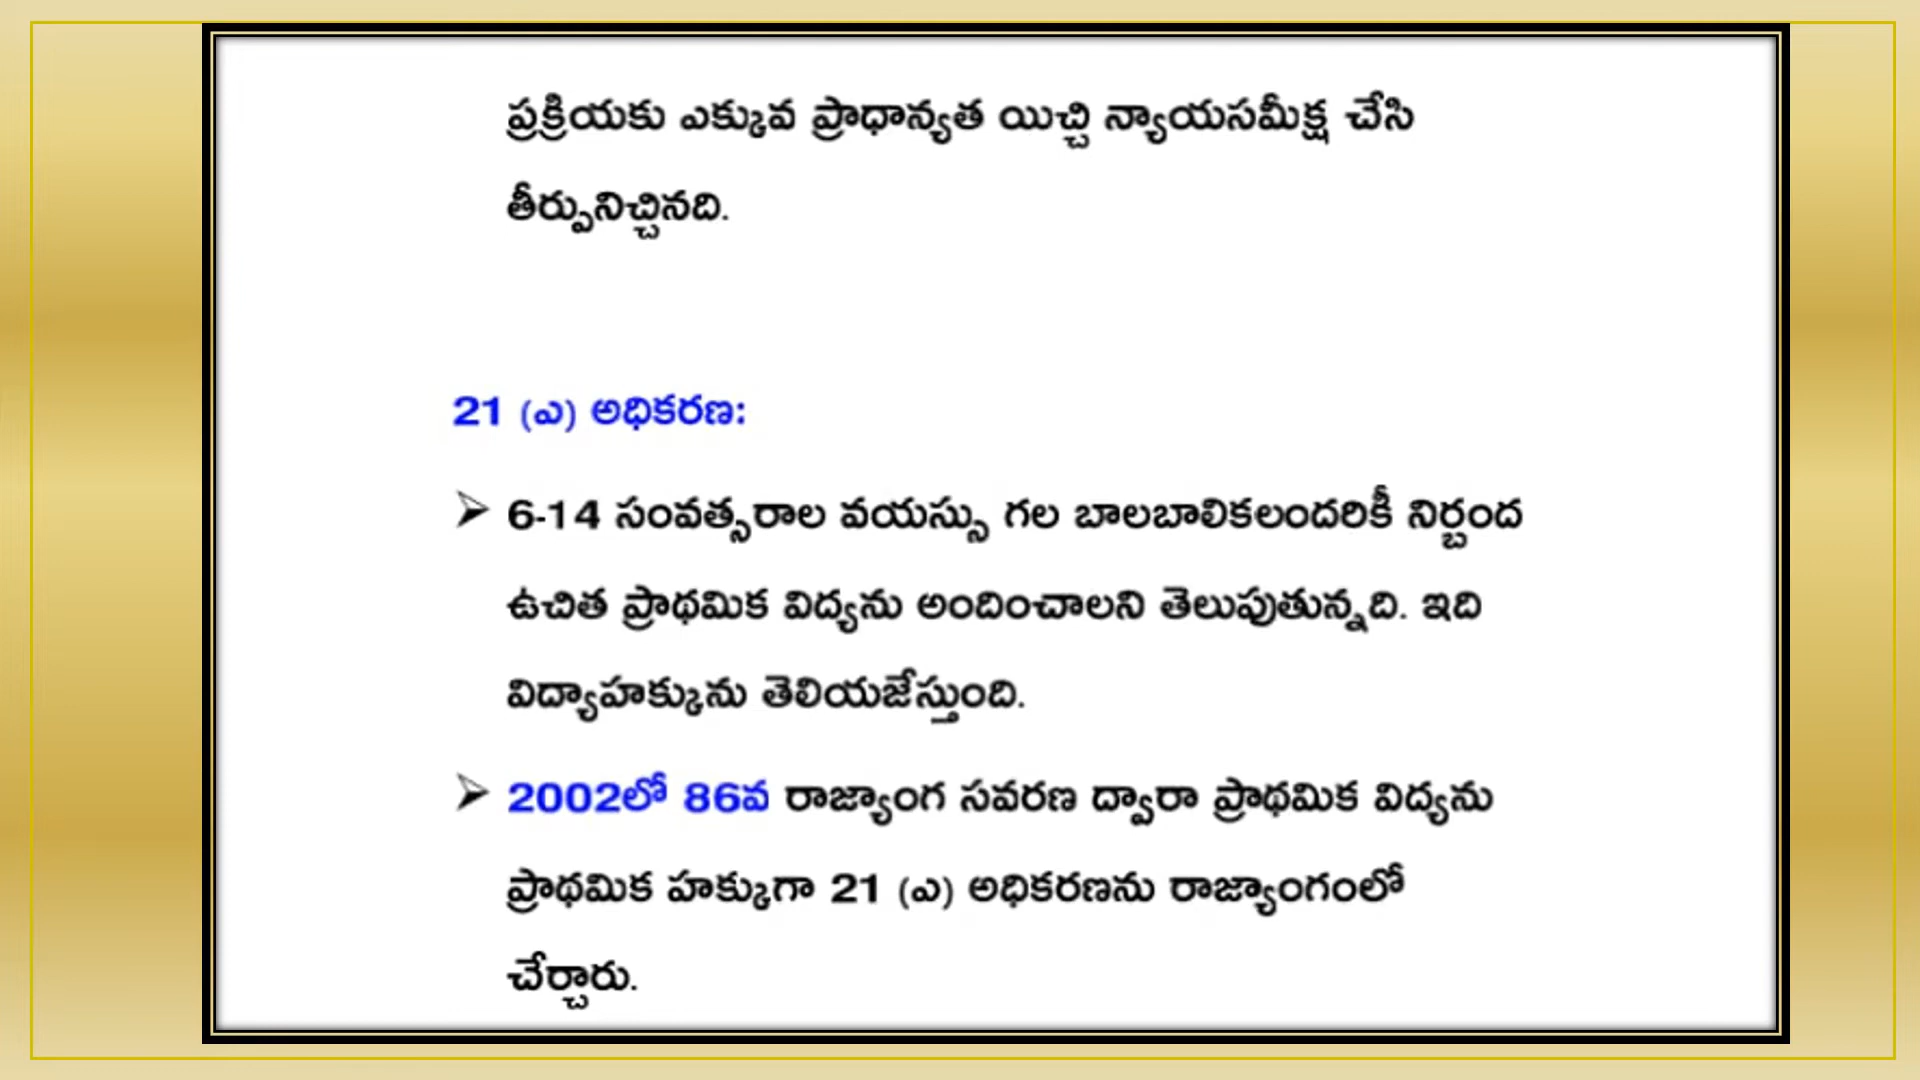 ప్రక్రియకు ఎక్కువ ప్రాధాన్యత యిచ్చి న్యాయసమీక్ష చేసి
తీర్పునిచ్చినది.
21 (ఎ) అధికరణ:
➢ 6-14 సంవత్సరాల వయస్సు గల బాలబాలికలందరికీ నిర్బంద
ఉచిత ప్రాథమిక విద్యను అందించాలని తెలుపుతున్నది. ఇది
విద్యాహక్కును తెలియజేస్తుంది.
➢ 2002లో 86వ రాజ్యాంగ సవరణ ద్వారా ప్రాథమిక విద్యను
ప్రాథమిక హక్కుగా 21 (ఎ) అధికరణను రాజ్యాంగంలో
చేర్చారు.